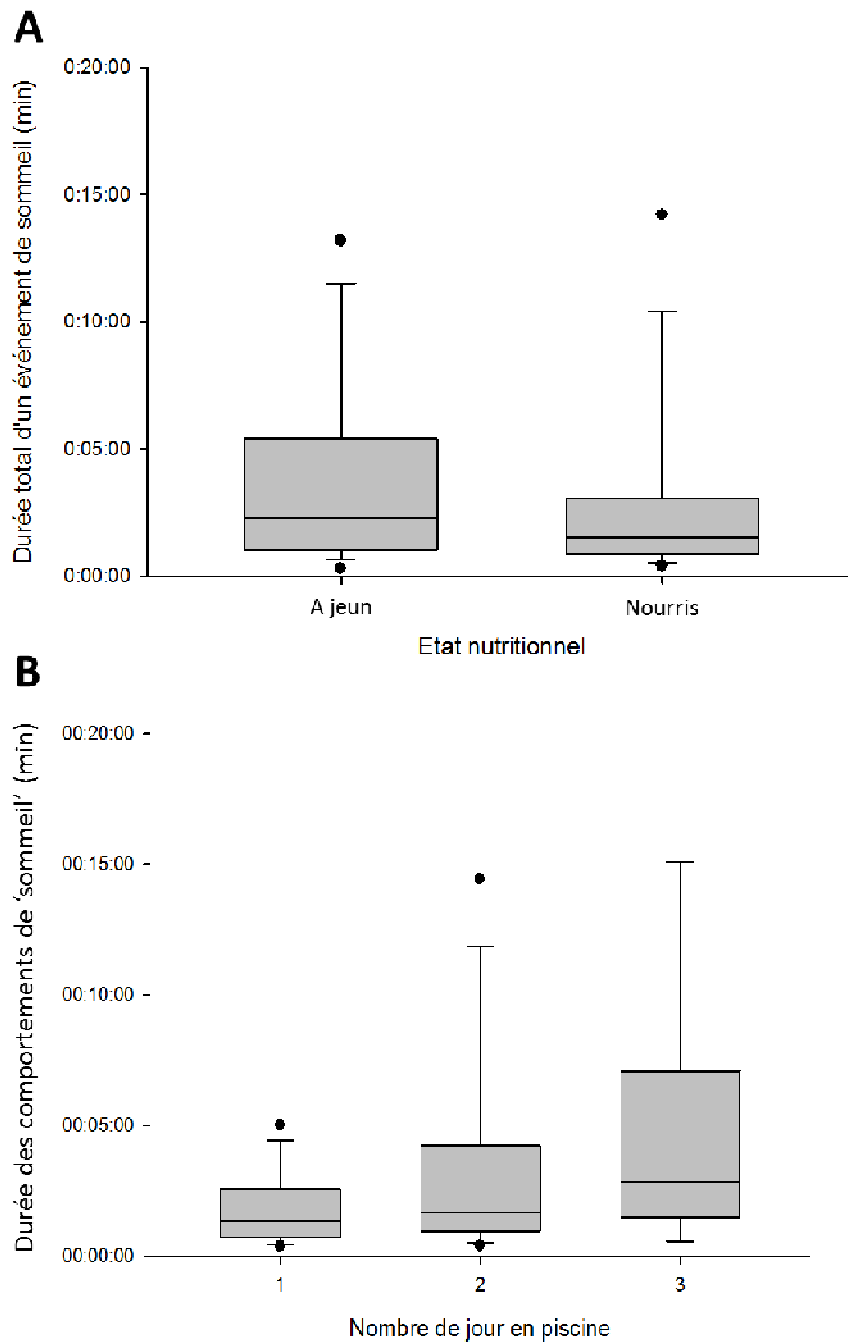 A
Durée total d'un événement de sommeil (min)
0:20:00
0:15:00
0:10:00
0:05:00
0:00:00
A jeun
Nourris
Etat nutritionnel
B
Durée des comportements de ‘sommeil’ (min)
00:20:00
00:15:00
00:10:00
00:05:00
00:00:00
1
2
3
Nombre de jour en piscine